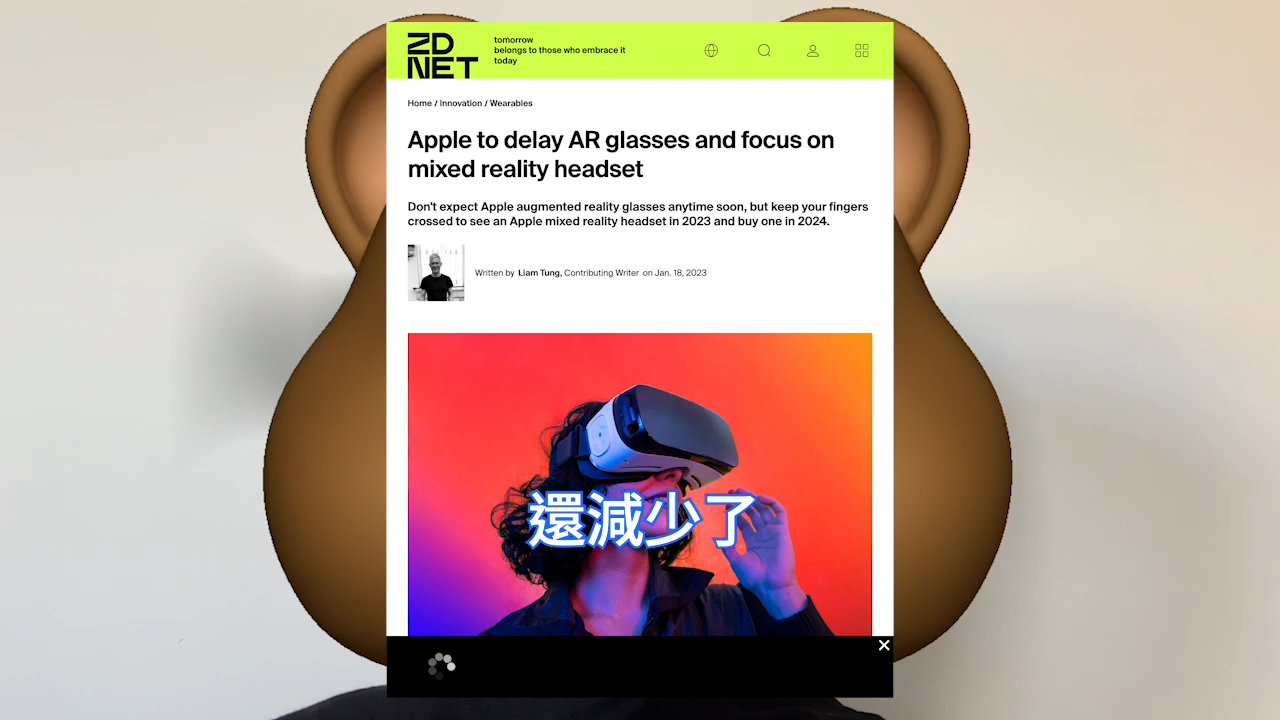 ZD
NET
tomorrow
belongs to those who embrace it
today
Home / Innovation / Wearables
Apple to delay AR glasses and focus on
mixed reality headset
Don't expect Apple augmented reality glasses anytime soon, but keep your fingers
crossed to see an Apple mixed reality headset in 2023 and buy one in 2024.
Written by Liam Tung, Contributing Writer on Jan. 18, 2023
還減少了